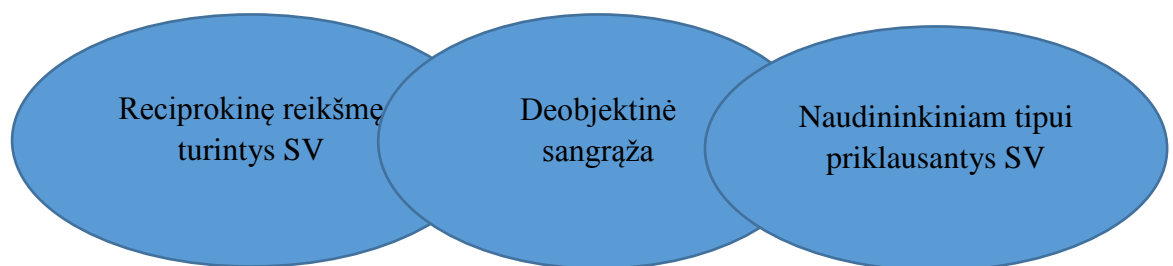 Reciprokinę reikšmę
turintys SV
Deobjektinė
sangrąža
Naudininkiniam tipui
priklausantys SV